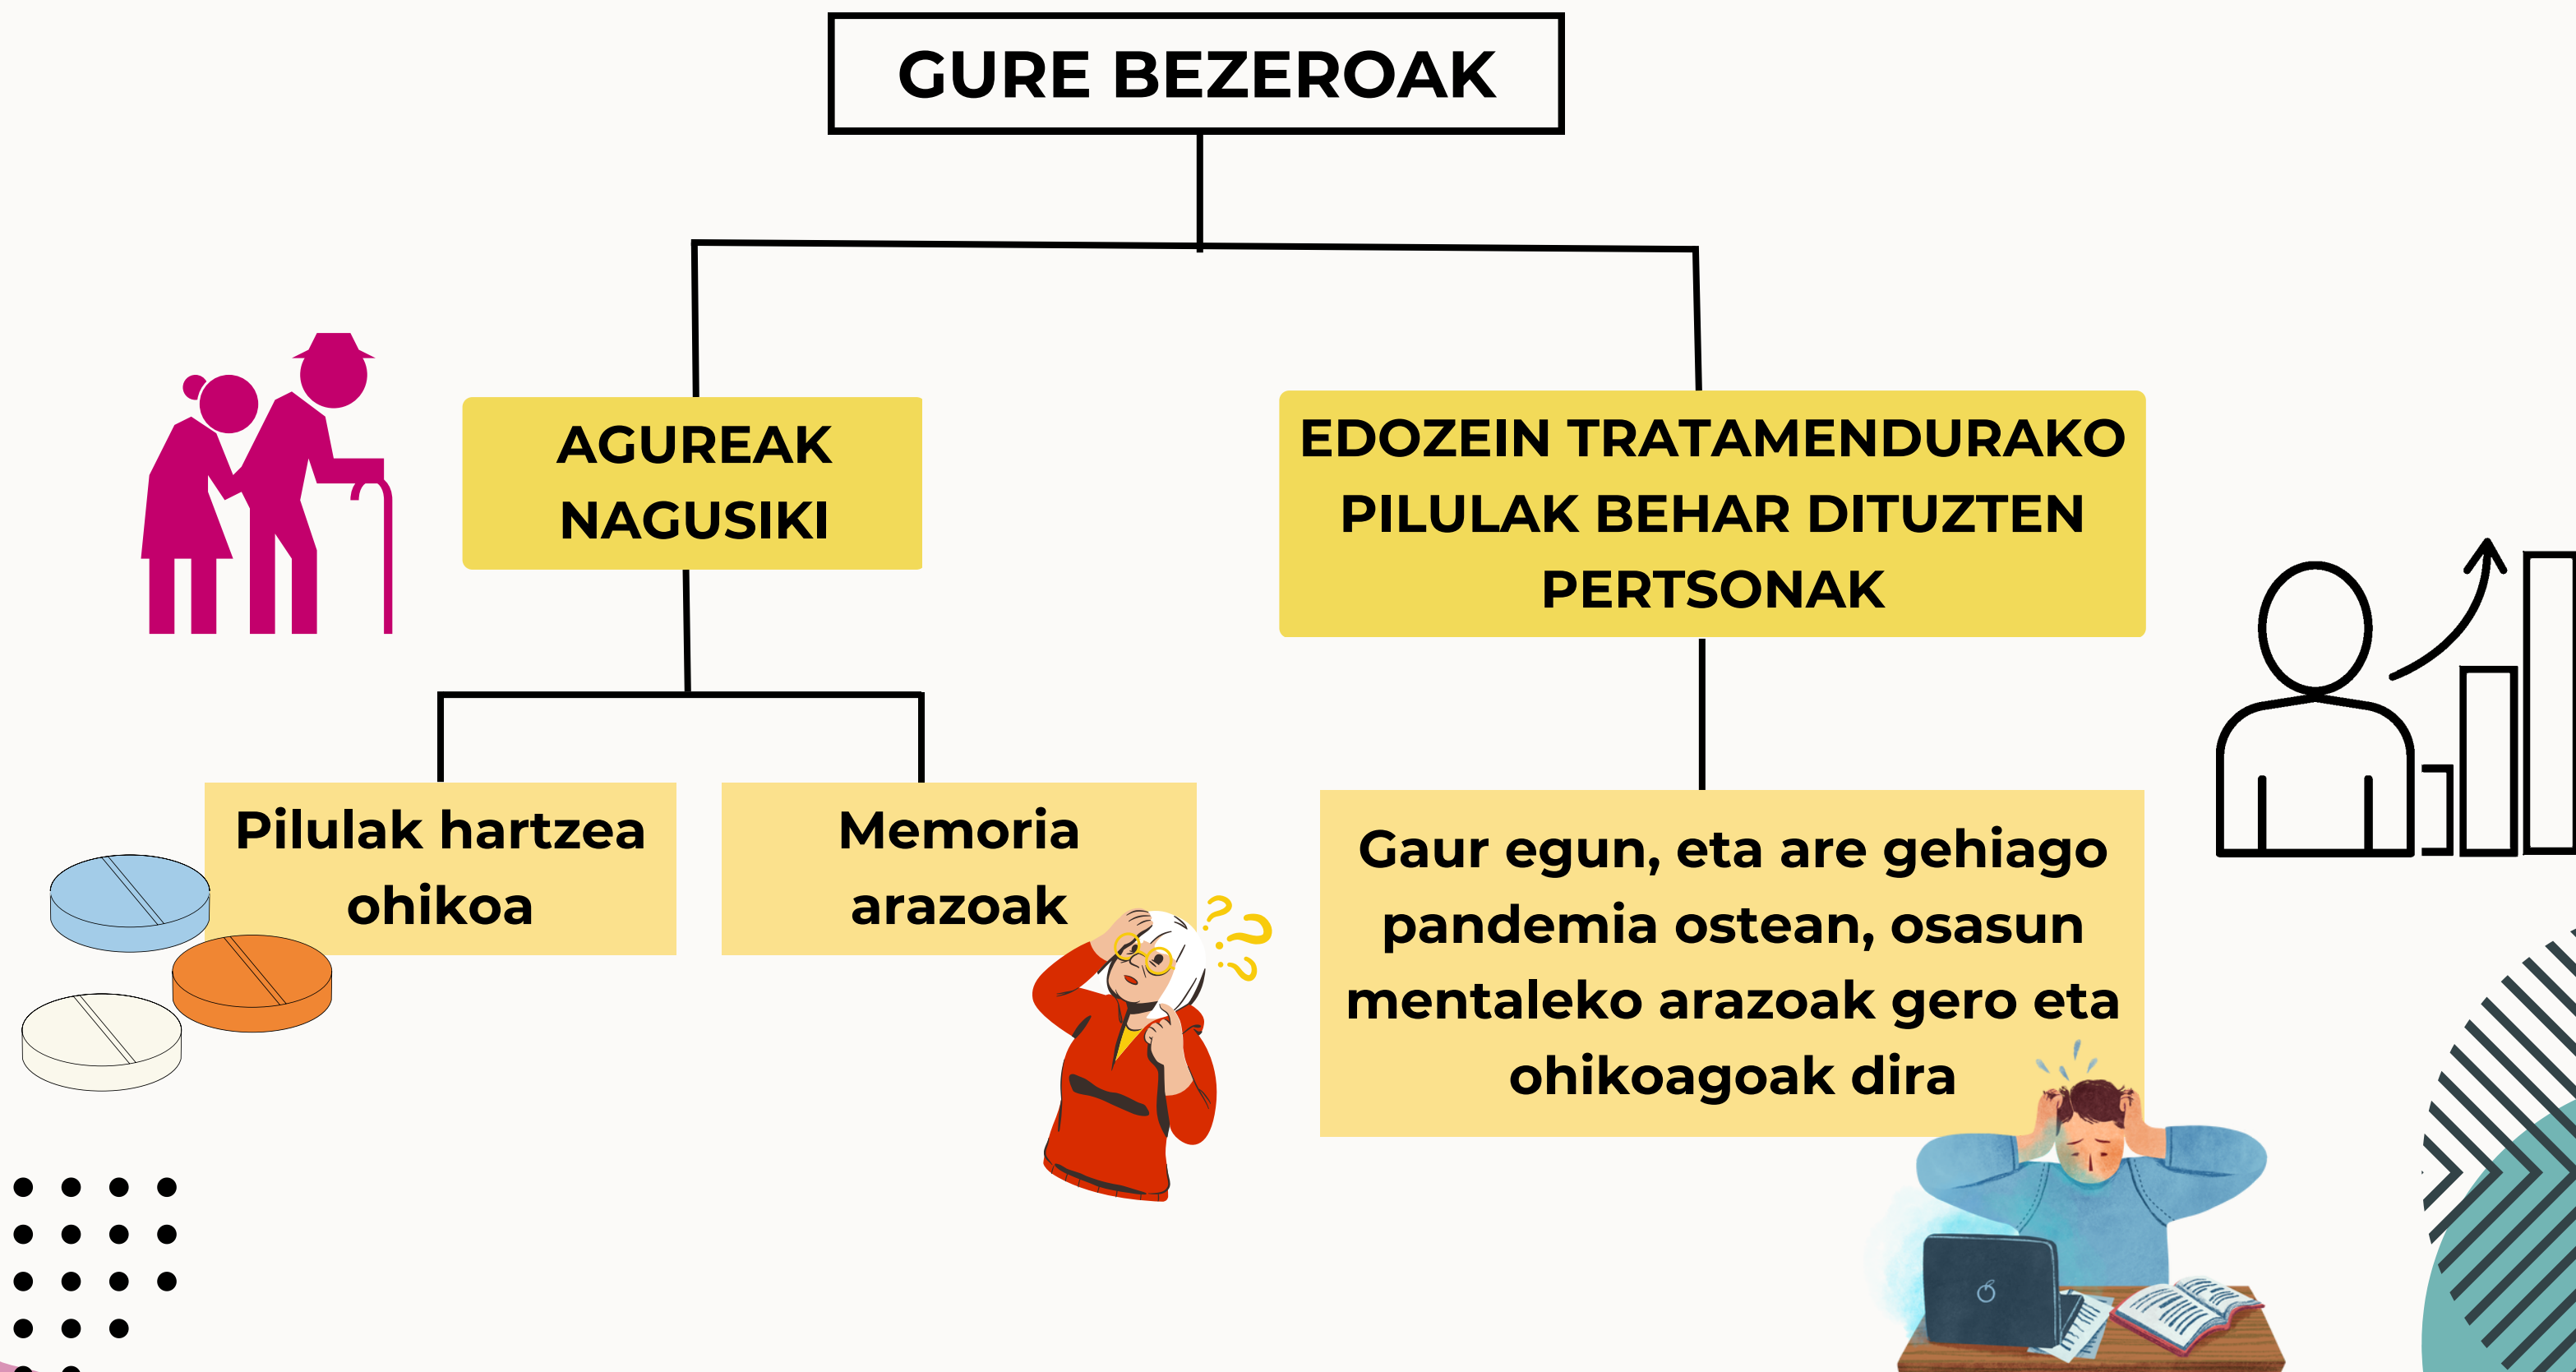 GURE BEZEROAK
AGUREAK
NAGUSIKI
EDOZEIN TRATAMENDURAKO
PILULAK BEHAR DITUZTEN
PERTSONAK
Pilulak hartzea
ohikoa
Memoria
arazoak
Gaur egun, eta are gehiago
pandemia ostean, osasun
mentaleko arazoak gero eta
ohikoagoak dira